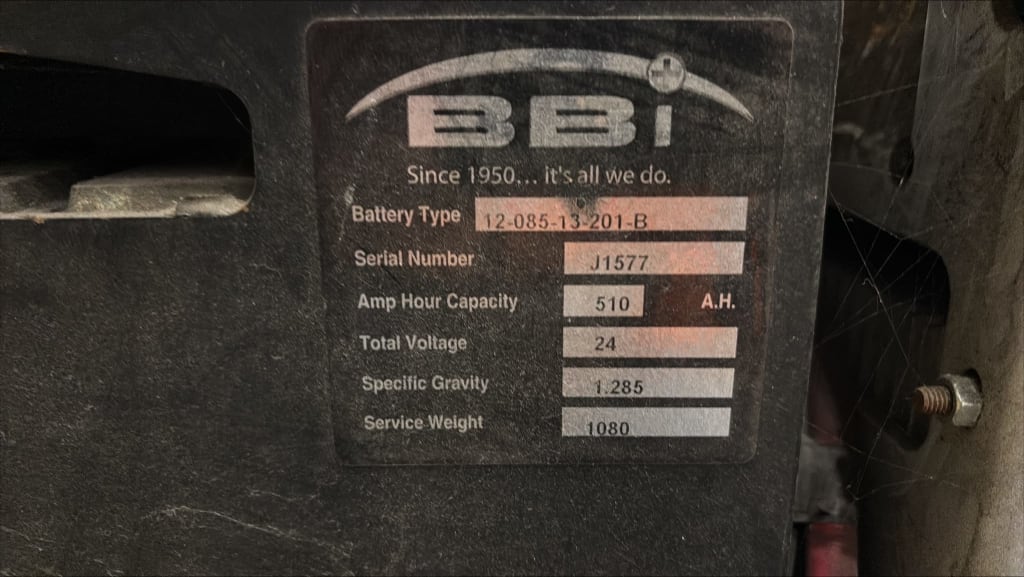 BBi
Since 1950... it's all we do.
Battery Type 12-085-13-201-B
Serial Number J1577
Amp Hour Capacity 510 A.H.
Total Voltage 24
Specific Gravity 1.285
Service Weight 1080